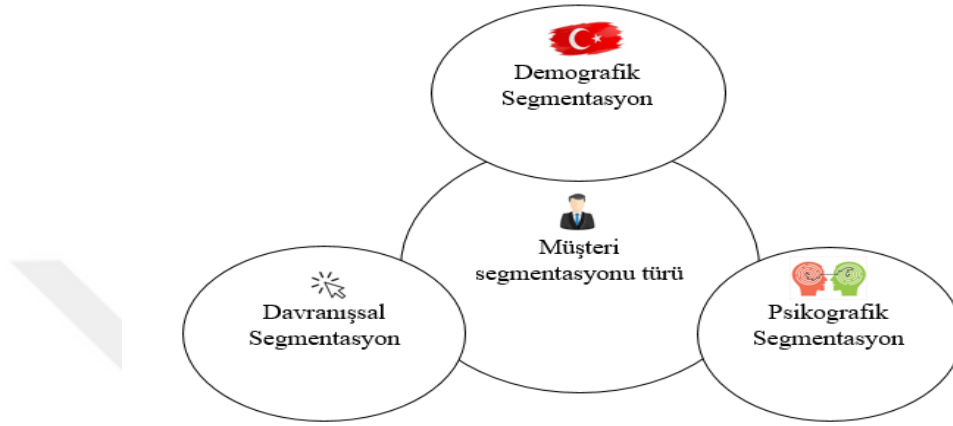 Demografik
Segmentasyon
Müşteri
segmentasyonu türü
Davranışsal
Segmentasyon
Psikografik
Segmentasyon